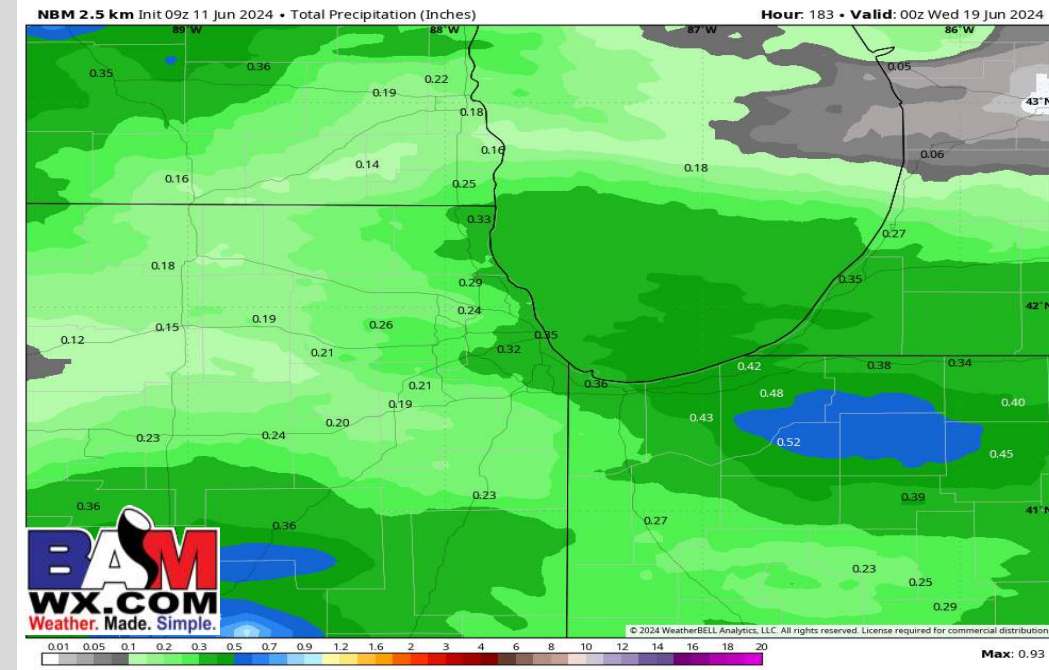 NBM 2.5 km Init 09z 11 Jun 2024 • Total Precipitation (Inches)
Hour: 183 • Valid: 00z Wed 19 Jun 2024
89°W 88°W 87°W 86°W
0.35 0.36 0.22 0.05
0.19 43°N
0.18
0.16 0.06
0.14 0.18
0.16 0.25
0.33
0.27
0.18 0.29 0.35
0.24 42°N
0.15 0.19 0.26
0.12 0.35
0.21 0.32
0.42 0.38 0.34
0.21 0.36
0.19 0.48 0.40
0.20 0.43
0.23 0.24 0.52
0.45
0.36 0.23 0.39
0.36 0.27 41°N
0.23
0.25
0.29
BAM
WX.COM
Weather. Made. Simple.
© 2024 WeatherBELL Analytics, LLC. All rights reserved. License required for commercial distribution.
0.01 0.05 0.1 0.2 0.3 0.5 0.7 0.9 1.2 1.6 2 3 4 6 8 10 12 14 16 18 20
Max: 0.93